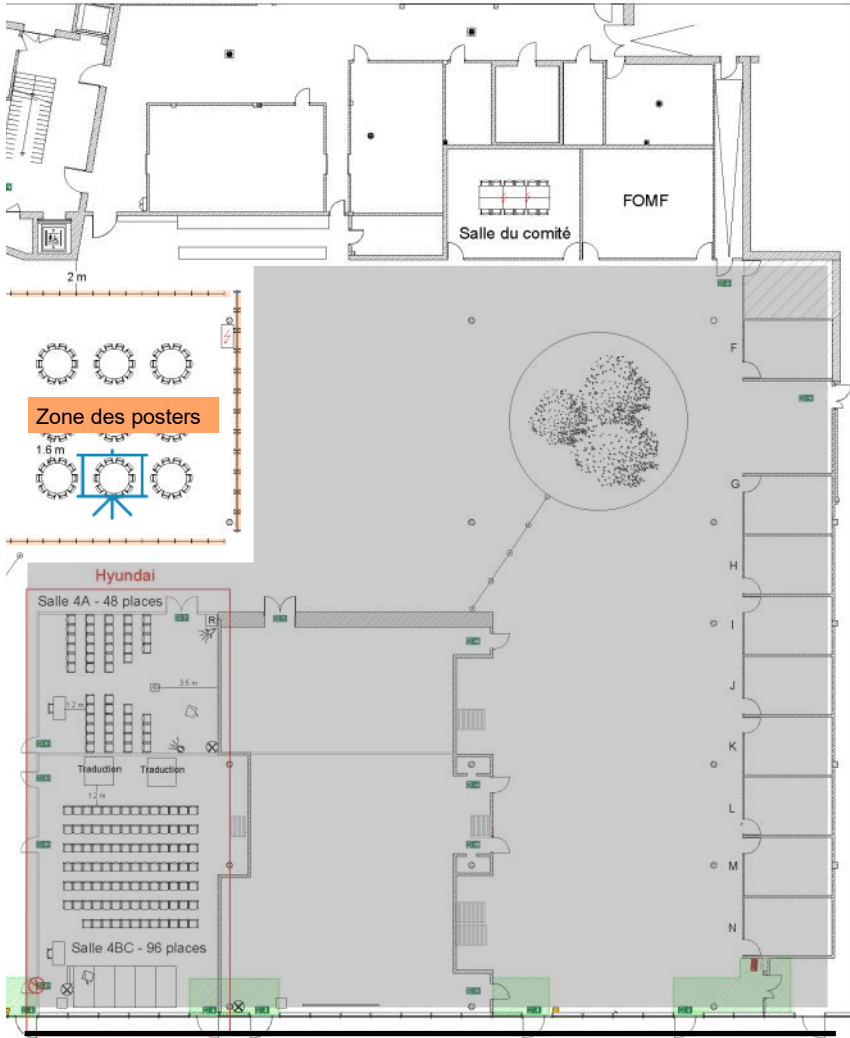 FOMF
Salle du comité
2 m
F
Zone des posters
1.6 m
G
H
Hyundai
Salle 4A - 48 places
R
I
3.5 m
J
1.2 m
K
Traduction
Traduction
1.2 m
L
M
N
Salle 4BC - 96 places